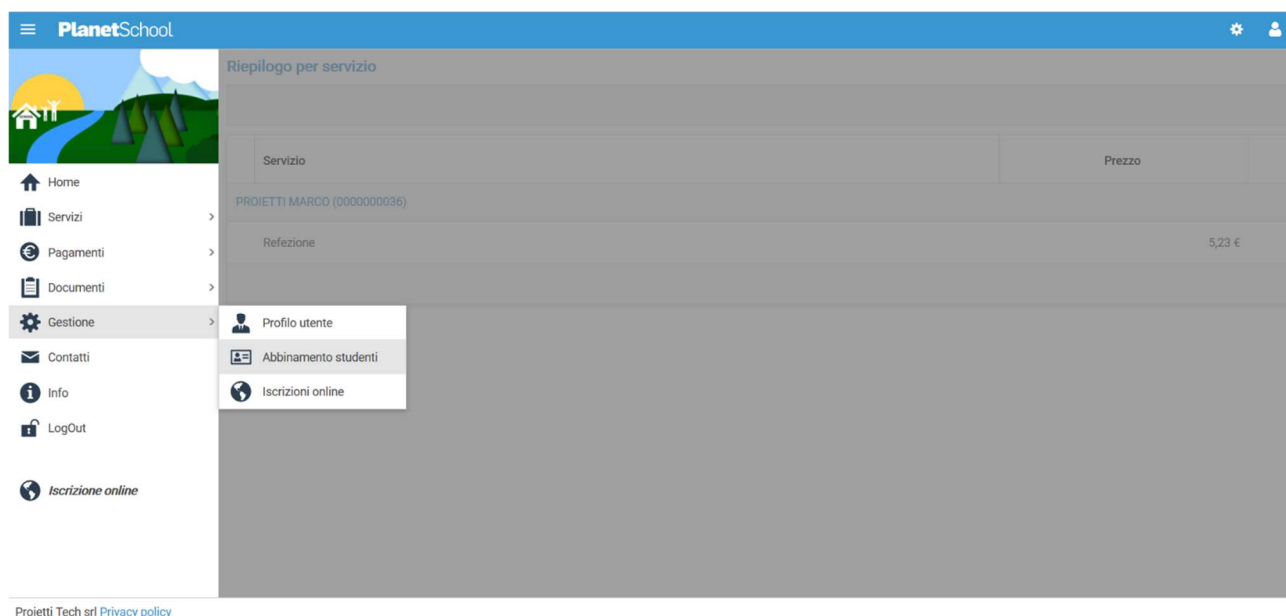 PlanetSchool
Riepilogo per servizio
Servizio Prezzo
PROIETTI MARCO (0000000036)
Refezione 5,23 €
Home
Servizi
Pagamenti
Documenti
Gestione
Profilo utente
Abbinamento studenti
Iscrizioni online
Contatti
Info
LogOut
Iscrizione online
Proietti Tech srl Privacy policy